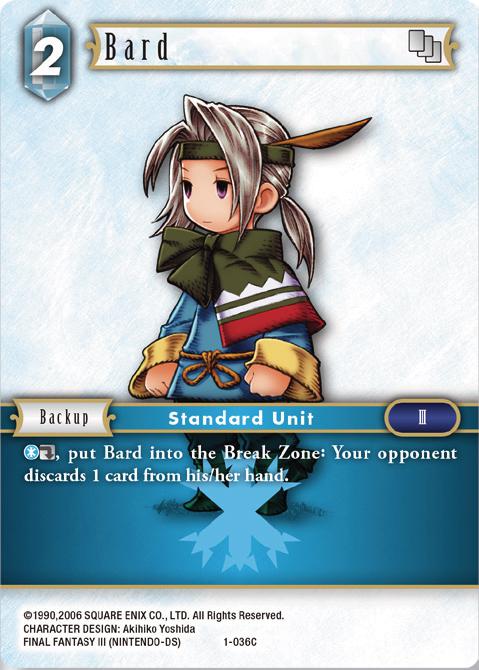 2
Bard
Backup
Standard Unit
III
, put Bard into the Break Zone: Your opponent
discards 1 card from his/her hand.
©1990,2006 SQUARE ENIX CO., LTD. All Rights Reserved.
CHARACTER DESIGN: Akihiko Yoshida
FINAL FANTASY III (NINTENDO-DS)
1-036C